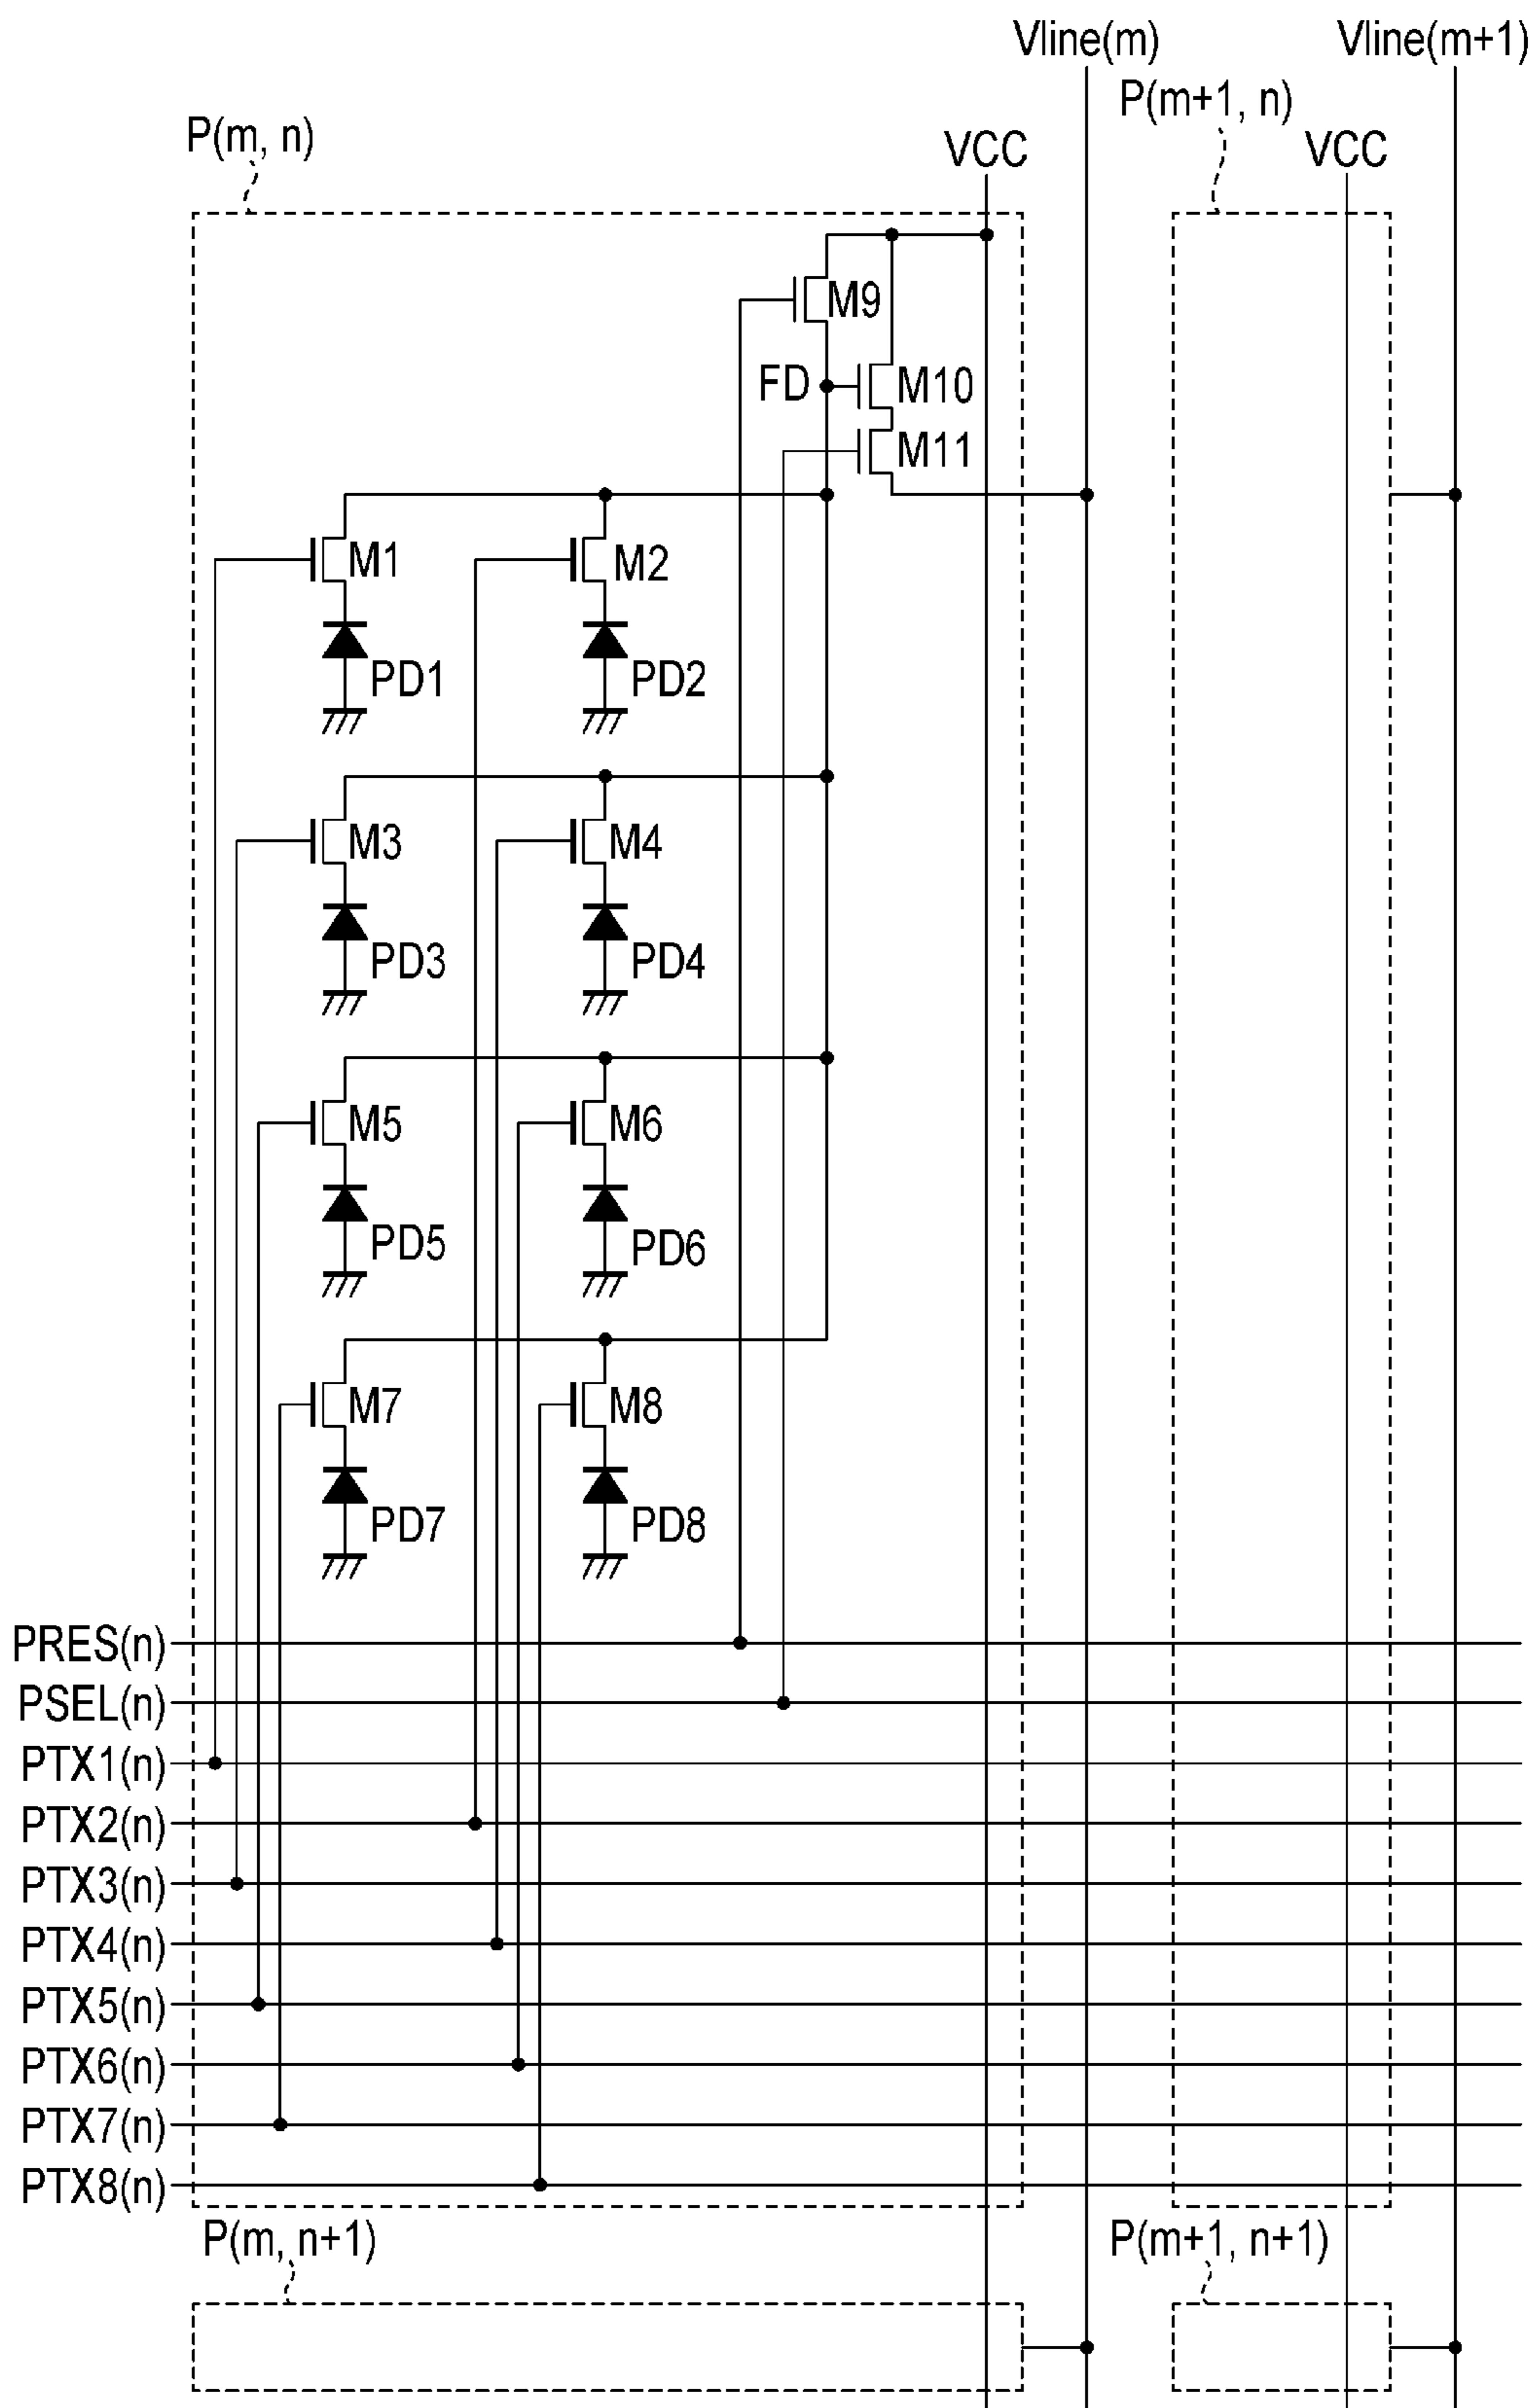 Vline(m)
Vline(m+1)
P(m+1, n)
P(m, n)
VCC
VCC
M9
FD
M10
M11
M1
M2
PD1
PD2
M3
M4
PD3
PD4
M5
M6
PD5
PD6
M7
M8
PD7
PD8
PRES(n)
PSEL(n)
PTX1(n)
PTX2(n)
PTX3(n)
PTX4(n)
PTX5(n)
PTX6(n)
PTX7(n)
PTX8(n)
P(m, n+1)
P(m+1, n+1)